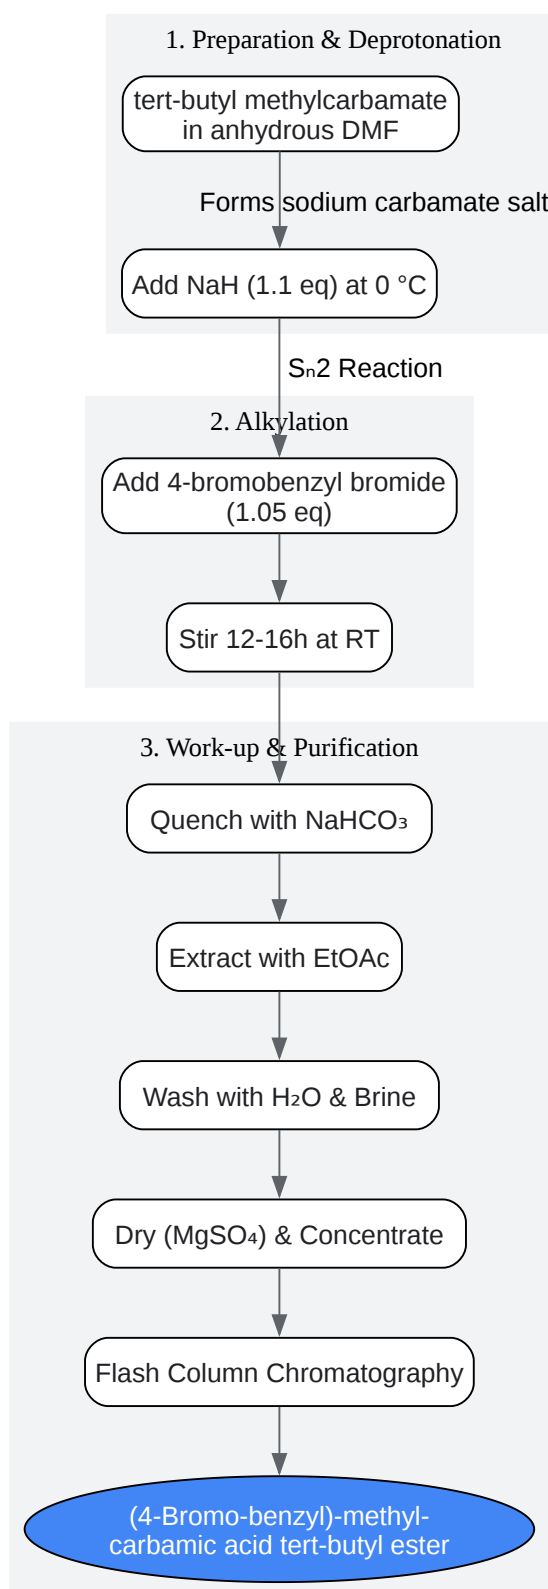 1. Preparation & Deprotonation
tert-butyl methylcarbamate
in anhydrous DMF
Forms sodium carbamate salt
Add NaH (1.1 eq) at 0 °C
Sₙ2 Reaction
2. Alkylation
Add 4-bromobenzyl bromide
(1.05 eq)
Stir 12-16h at RT
3. Work-up & Purification
Quench with NaHCO₃
Extract with EtOAc
Wash with H₂O & Brine
Dry (MgSO₄) & Concentrate
Flash Column Chromatography
(4-Bromo-benzyl)-methyl-
carbamic acid tert-butyl ester